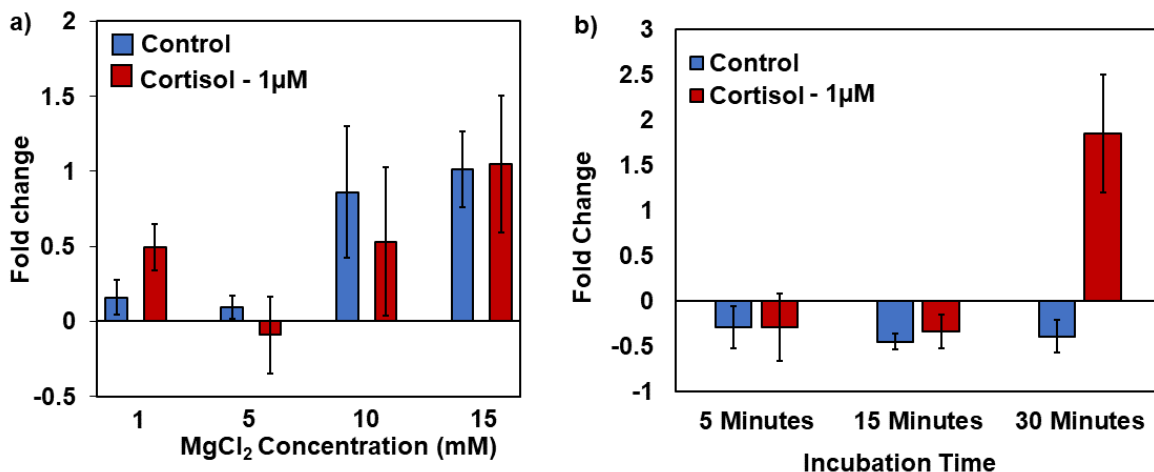 a)
2
1.5
1
0.5
0
-0.5
Fold change
Control
Cortisol - 1µM
1 5 10 15
MgCl₂ Concentration (mM)
b)
3
2.5
2
1.5
1
0.5
0
-0.5
-1
Fold Change
Control
Cortisol - 1µM
5 Minutes 15 Minutes 30 Minutes
Incubation Time